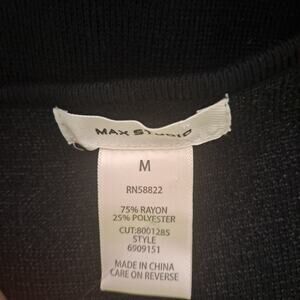 MAX STUDIO
M
RN58822
75% RAYON
25% POLYESTER
CUT:8001285
STYLE
6909151
MADE IN CHINA
CARE ON REVERSE